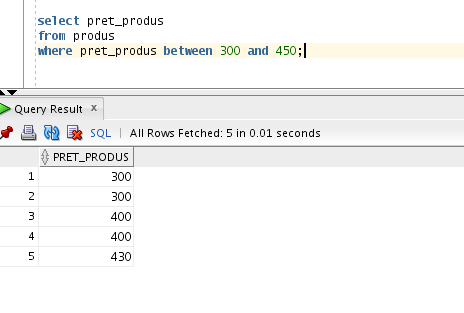 select pret_produs
from produs
where pret_produs between 300 and 450;
Query Result x
SQL | All Rows Fetched: 5 in 0.01 seconds
PRET_PRODUS
1 300
2 300
3 400
4 400
5 430